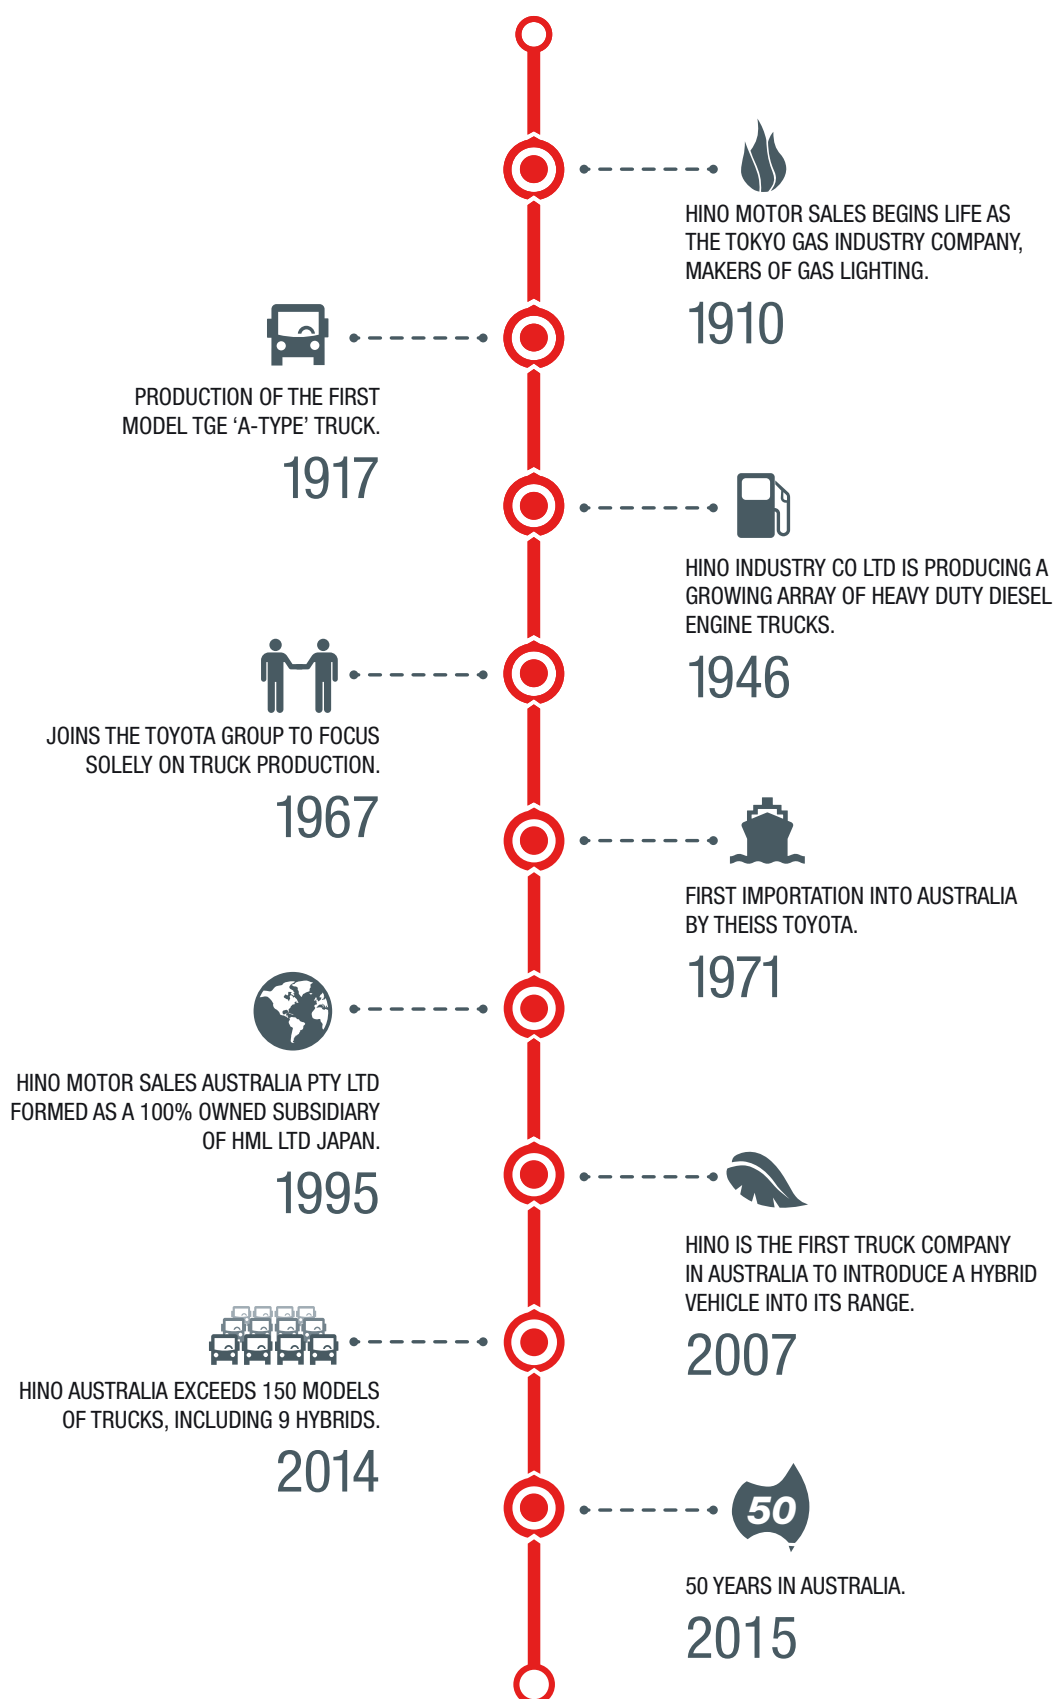 HINO MOTOR SALES BEGINS LIFE AS
THE TOKYO GAS INDUSTRY COMPANY,
MAKERS OF GAS LIGHTING.
1910
PRODUCTION OF THE FIRST
MODEL TGE ‘A-TYPE’ TRUCK.
1917
HINO INDUSTRY CO LTD IS PRODUCING A
GROWING ARRAY OF HEAVY DUTY DIESEL
ENGINE TRUCKS.
1946
JOINS THE TOYOTA GROUP TO FOCUS
SOLELY ON TRUCK PRODUCTION.
1967
FIRST IMPORTATION INTO AUSTRALIA
BY THEISS TOYOTA.
1971
HINO MOTOR SALES AUSTRALIA PTY LTD
FORMED AS A 100% OWNED SUBSIDIARY
OF HML LTD JAPAN.
1995
HINO IS THE FIRST TRUCK COMPANY
IN AUSTRALIA TO INTRODUCE A HYBRID
VEHICLE INTO ITS RANGE.
2007
HINO AUSTRALIA EXCEEDS 150 MODELS
OF TRUCKS, INCLUDING 9 HYBRIDS.
2014
50
50 YEARS IN AUSTRALIA.
2015